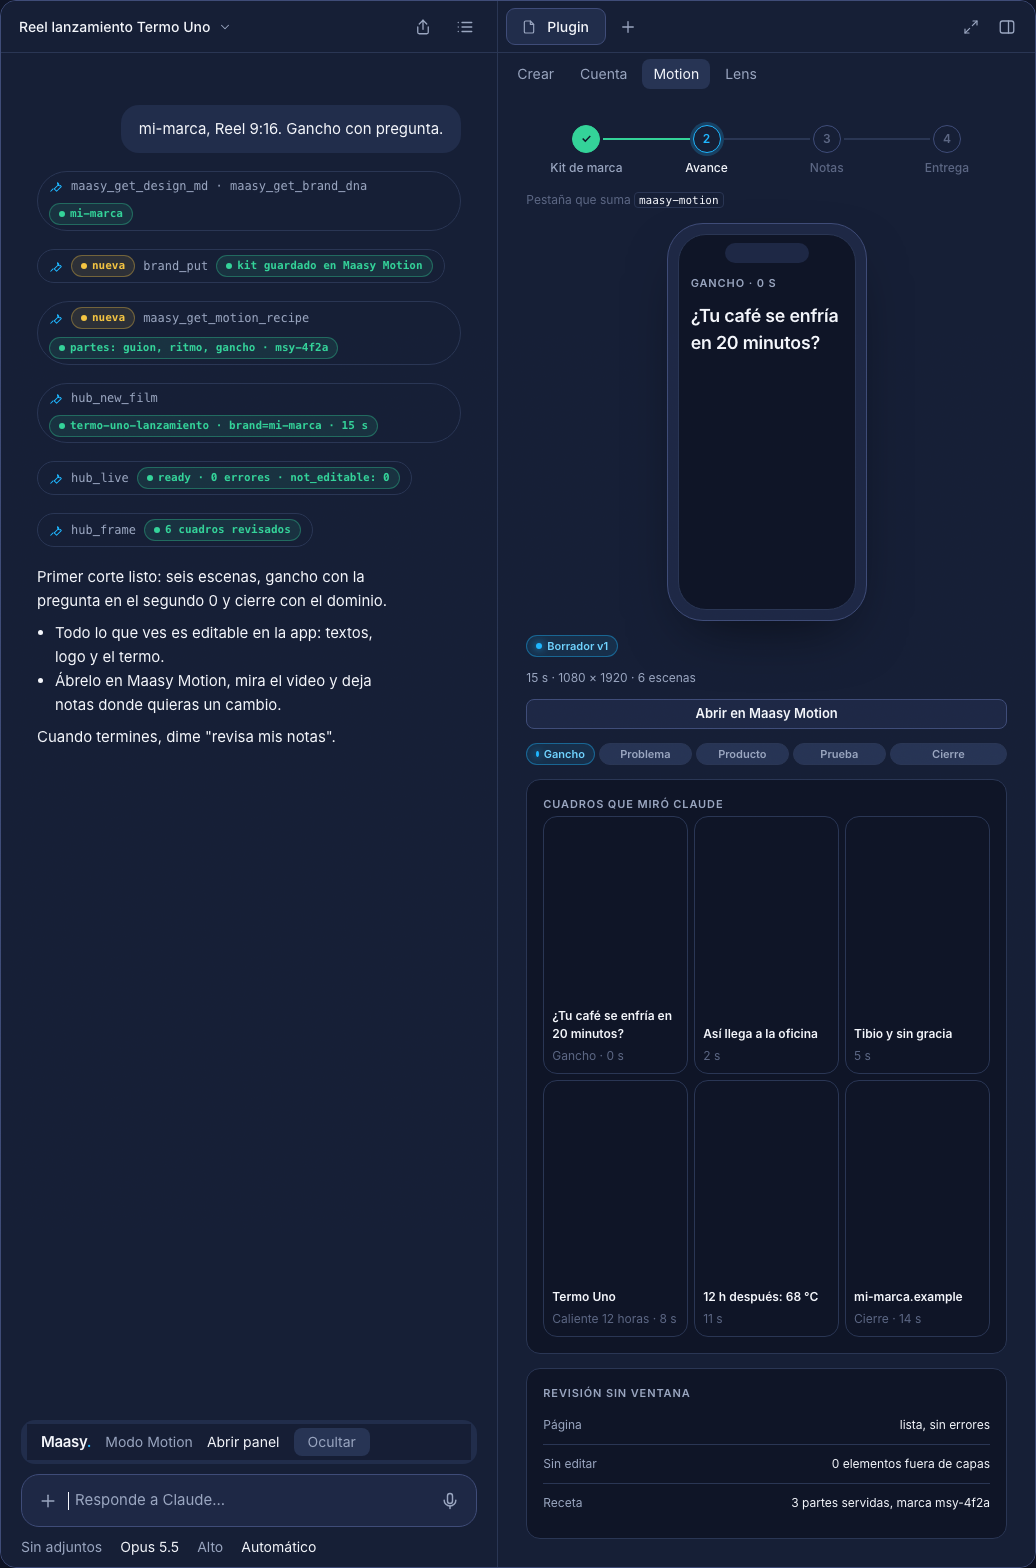 Reel lanzamiento Termo Uno
mi-marca, Reel 9:16. Gancho con pregunta.
maasy_get_design_md · maasy_get_brand_dna
mi-marca
nueva brand_put kit guardado en Maasy Motion
nueva maasy_get_motion_recipe
partes: guion, ritmo, gancho · msy-4f2a
hub_new_film
termo-uno-lanzamiento · brand=mi-marca · 15 s
hub_live ready · 0 errores · not_editable: 0
hub_frame 6 cuadros revisados
Primer corte listo: seis escenas, gancho con la
pregunta en el segundo 0 y cierre con el dominio.
• Todo lo que ves es editable en la app: textos,
logo y el termo.
• Ábrelo en Maasy Motion, mira el video y deja
notas donde quieras un cambio.
Cuando termines, dime "revisa mis notas".
Maasy. Modo Motion Abrir panel Ocultar
Responde a Claude...
Sin adjuntos Opus 5.5 Alto Automático
Plugin
Crear Cuenta Motion Lens
2 3 4
Kit de marca Avance Notas Entrega
Pestaña que suma maasy-motion
GANCHO · 0 S
¿Tu café se enfría
en 20 minutos?
Borrador v1
15 s · 1080 × 1920 · 6 escenas
Abrir en Maasy Motion
Gancho Problema Producto Prueba Cierre
CUADROS QUE MIRÓ CLAUDE
¿Tu café se enfría en
20 minutos?
Gancho · 0 s
Así llega a la oficina
2 s
Tibio y sin gracia
5 s
Termo Uno
Caliente 12 horas · 8 s
12 h después: 68 °C
11 s
mi-marca.example
Cierre · 14 s
REVISIÓN SIN VENTANA
Página lista, sin errores
Sin editar 0 elementos fuera de capas
Receta 3 partes servidas, marca msy-4f2a